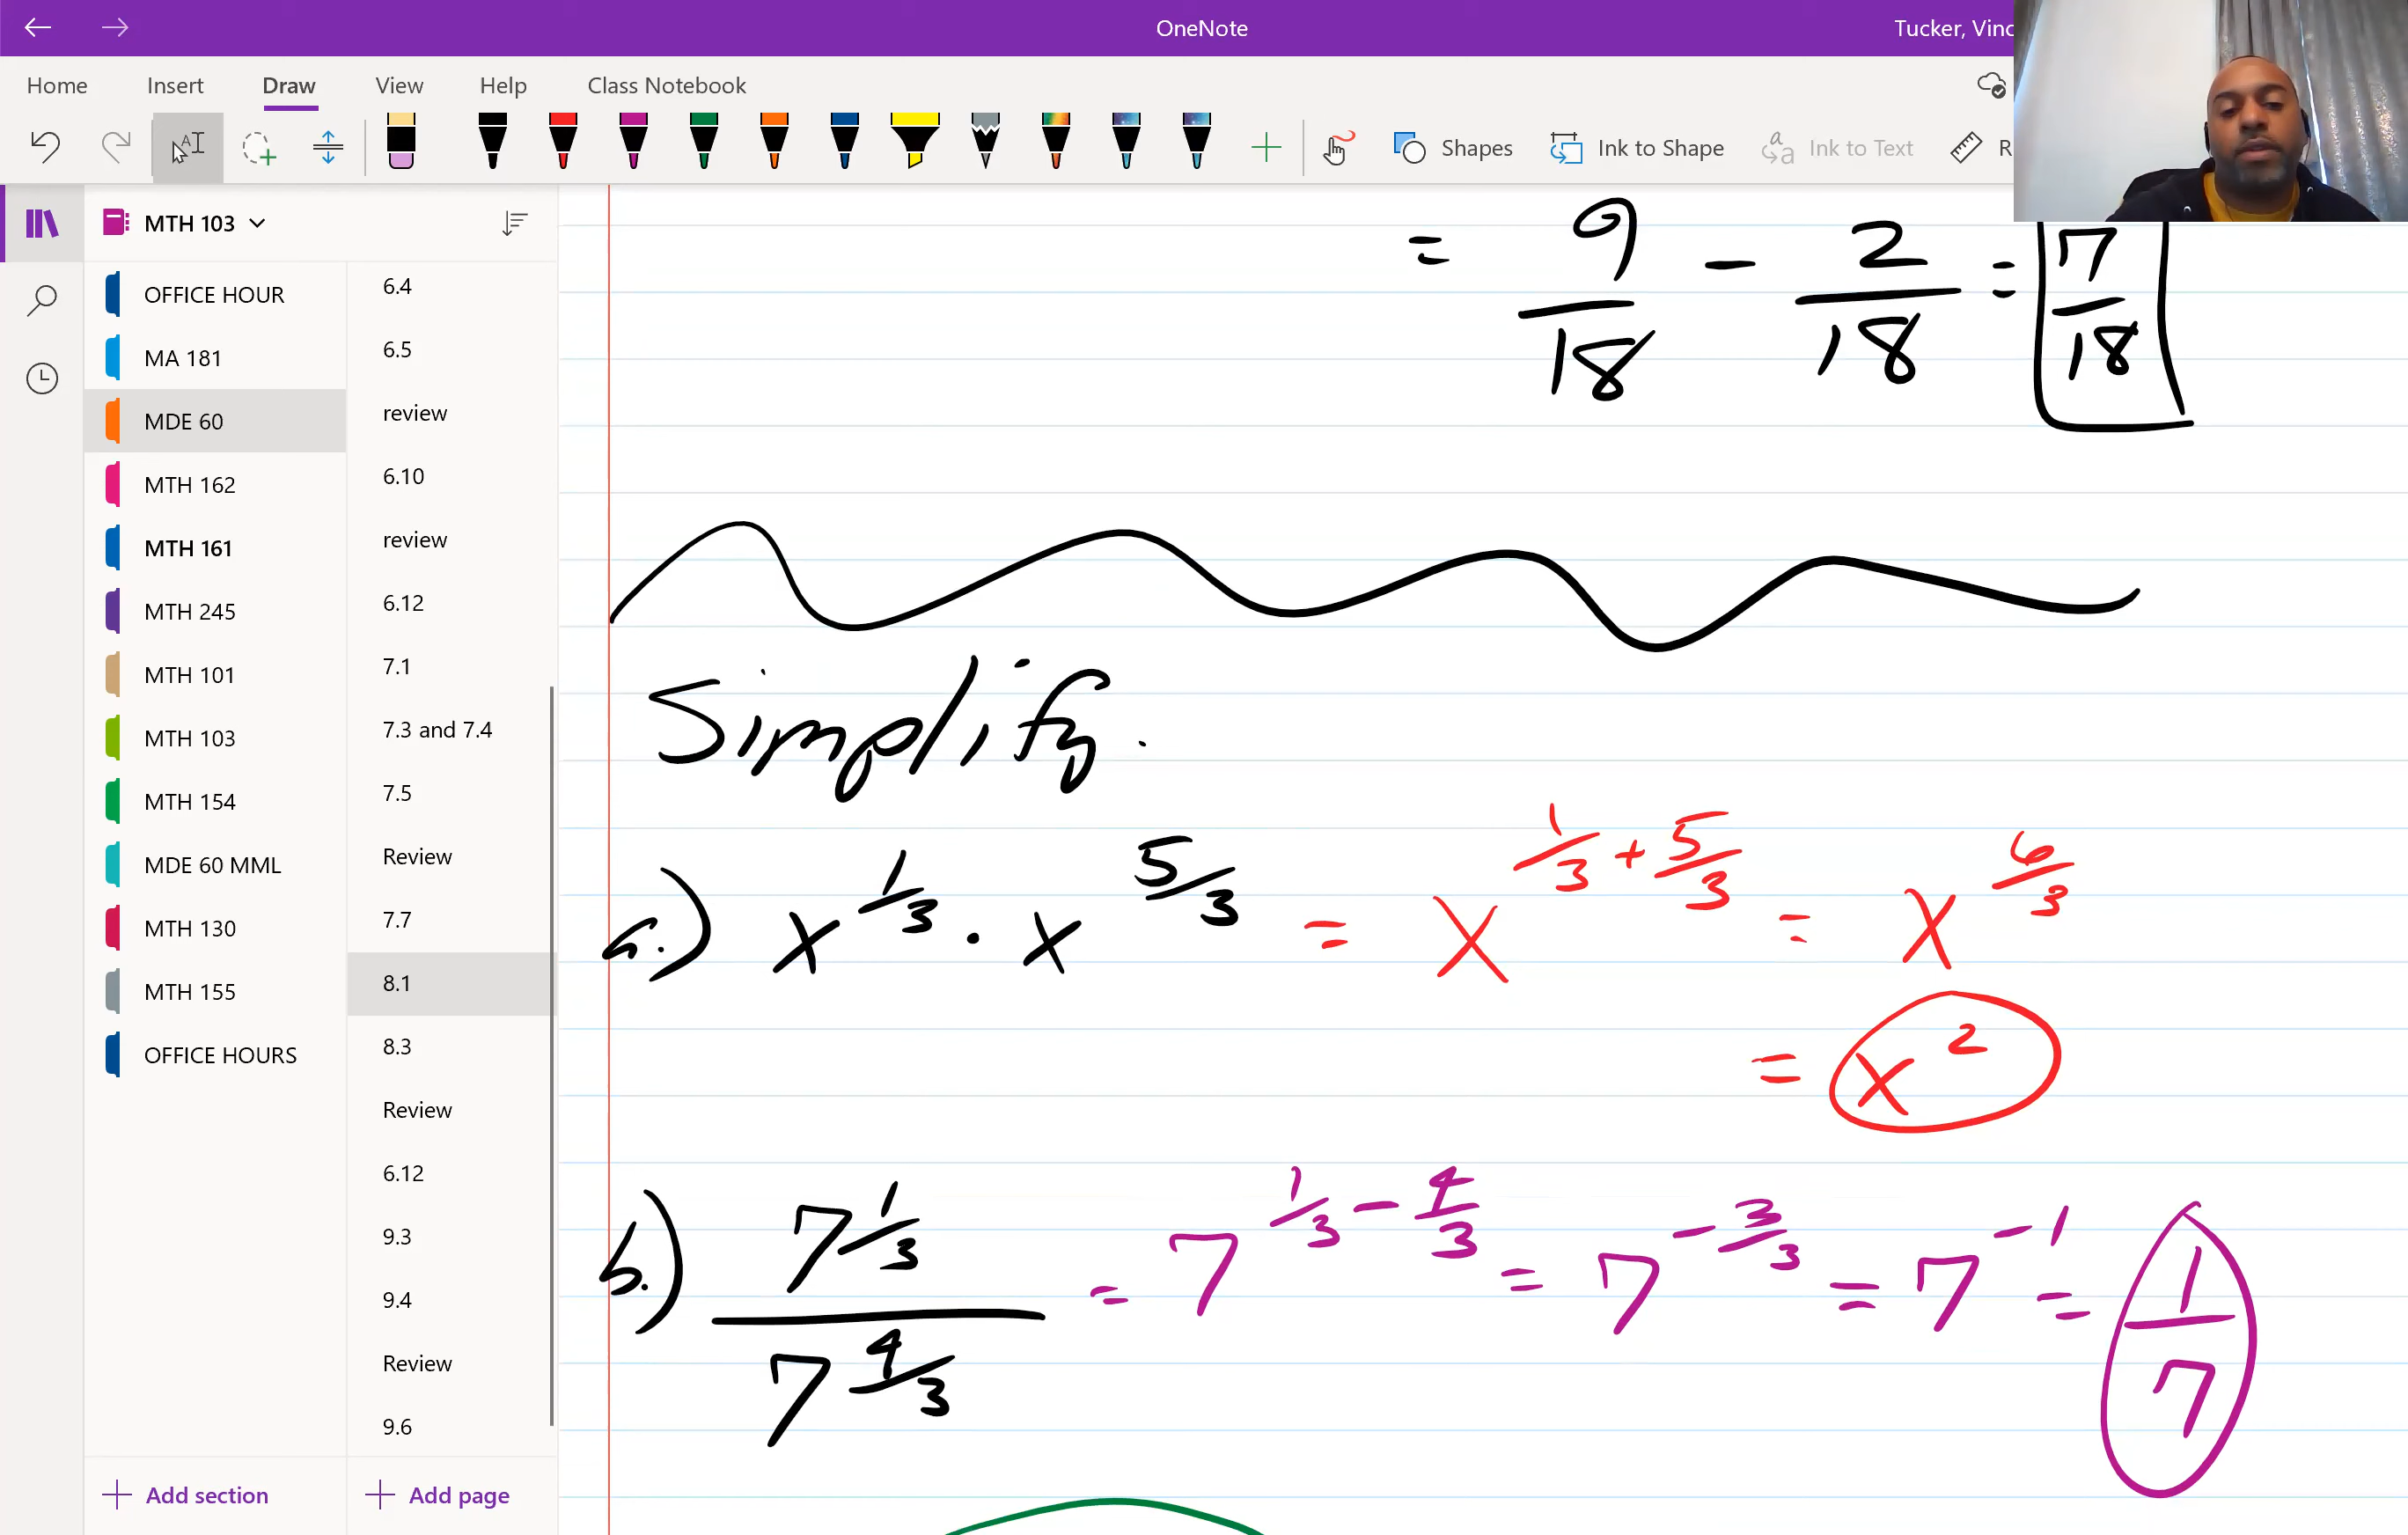 OneNote
Tucker, Vinc
Home Insert Draw View Help Class Notebook
Shapes Ink to Shape Ink to Text R
MTH 103
OFFICE HOUR
MA 181
MDE 60
MTH 162
MTH 161
MTH 245
MTH 101
MTH 103
MTH 154
MDE 60 MML
MTH 130
MTH 155
OFFICE HOURS
Add section
6.4
6.5
review
6.10
review
6.12
7.1
7.3 and 7.4
7.5
Review
7.7
8.1
8.3
Review
6.12
9.3
9.4
Review
9.6
Add page
= 9/18 - 2/18 = 7/18
Simplify.
a.) x^(1/3) · x^(5/3) = x^(1/3 + 5/3) = x^(6/3)
= x^2
b.) 7^(1/3) / 7^(4/3) = 7^(1/3 - 4/3) = 7^(-3/3) = 7^(-1) = 1/7